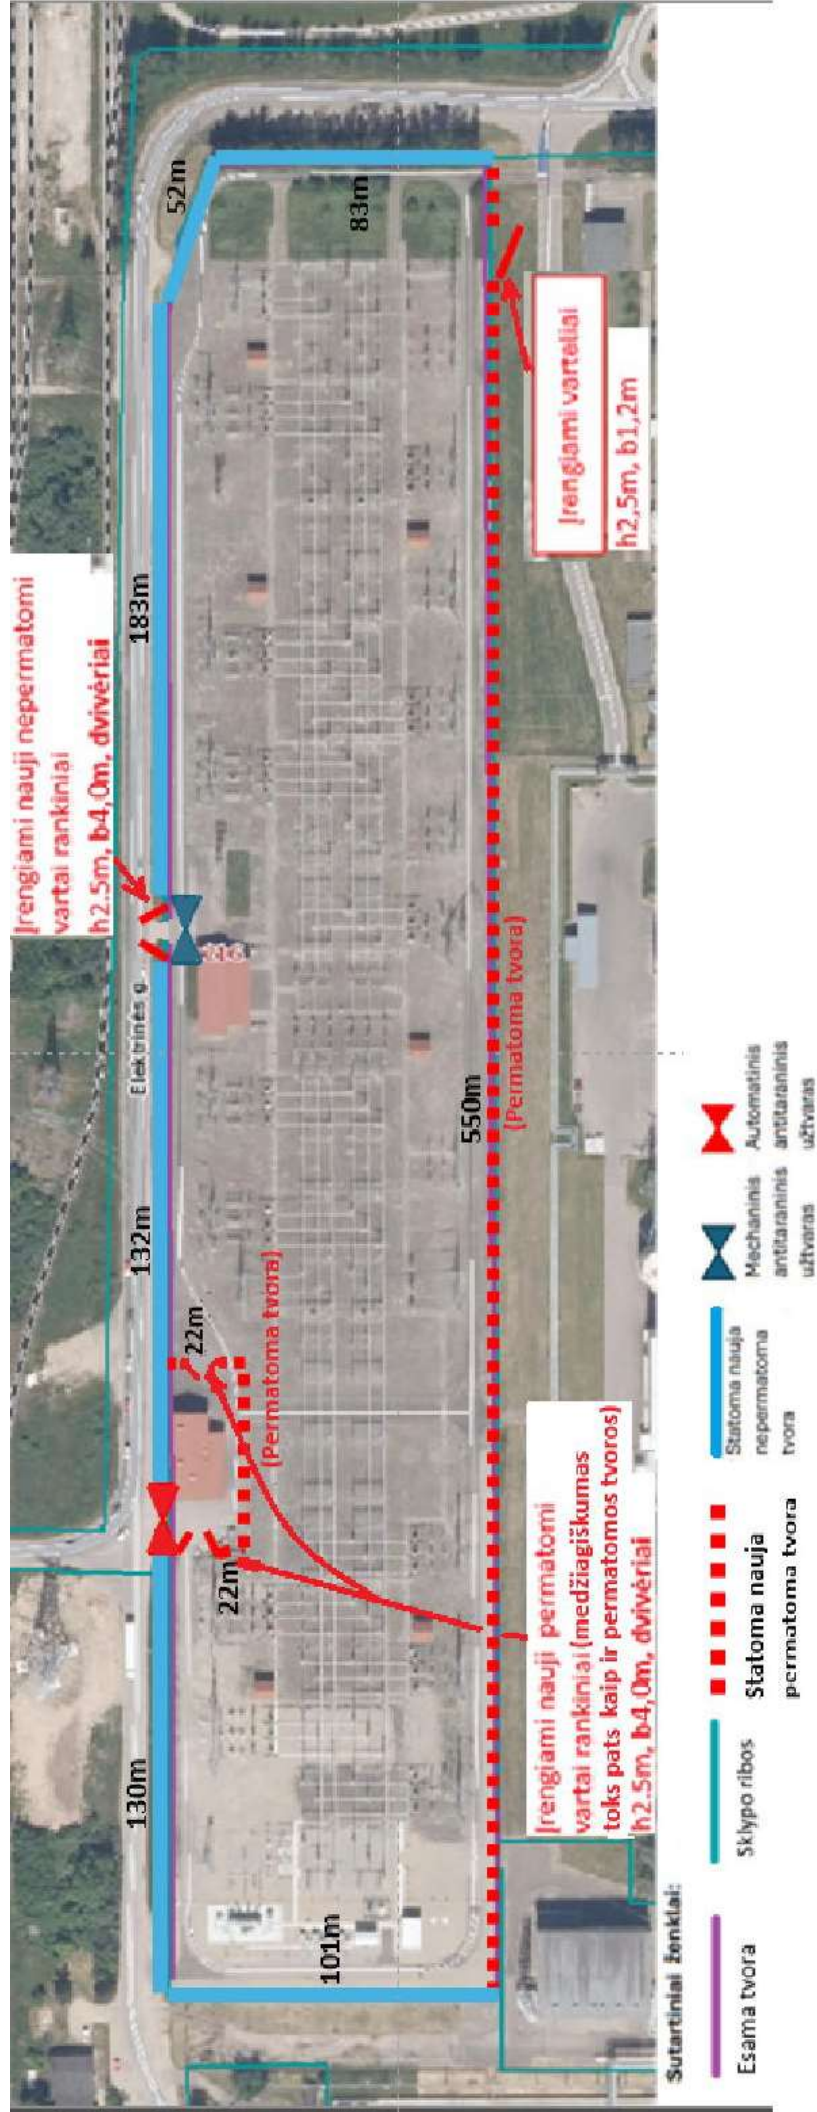 Įrengiami nauji nepermatomi
vartai rankiniai
h2.5m, b4,0m, dvivėriai
130m
132m
Elektrinės g.
183m
52m
22m
22m
(Permatoma tvora)
101m
83m
550m
(Permatoma tvora)
Įrengiami nauji permatomi
vartai rankiniai (medžiagiškumas
toks pats kaip ir permatomos tvoros)
h2.5m, b4,0m, dvivėriai
Įrengiami varteliai
h2,5m, b1,2m
Sutartiniai ženklai:
Esama tvora
Sklypo ribos
Statoma nauja
permatoma tvora
Statoma nauja
nepermatoma
tvora
Mechaninis
antitaraninis
užtvaras
Automatinis
antitaraninis
užtvaras